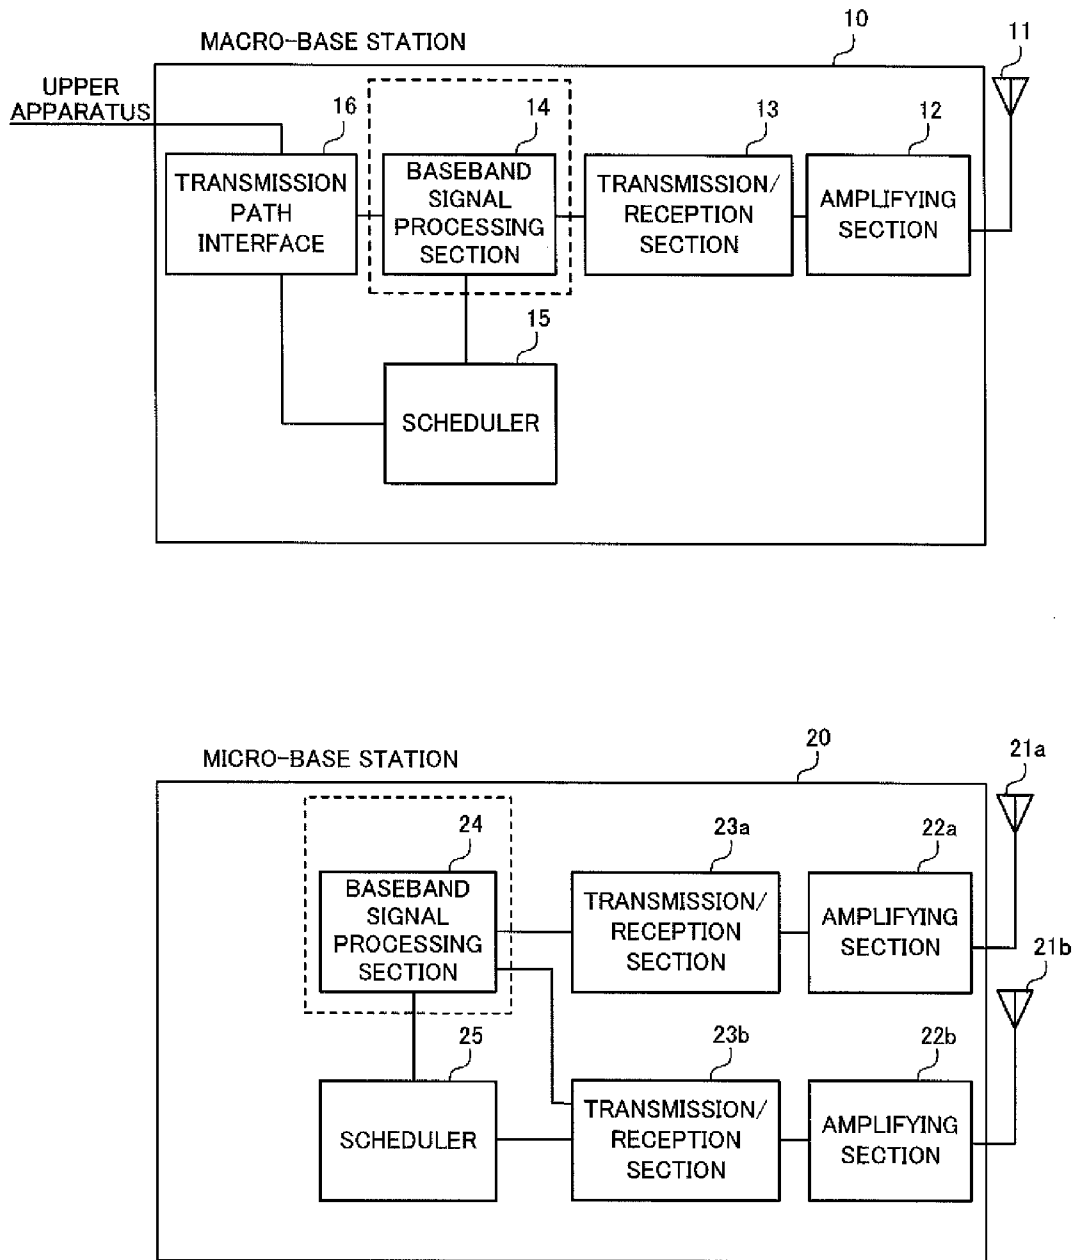 MACRO-BASE STATION
10
11
UPPER
APPARATUS
16
14
13
12
TRANSMISSION
PATH
INTERFACE
BASEBAND
SIGNAL
PROCESSING
SECTION
TRANSMISSION/
RECEPTION
SECTION
AMPLIFYING
SECTION
15
SCHEDULER
MICRO-BASE STATION
20
21a
24
23a
22a
BASEBAND
SIGNAL
PROCESSING
SECTION
TRANSMISSION/
RECEPTION
SECTION
AMPLIFYING
SECTION
21b
25
23b
22b
SCHEDULER
TRANSMISSION/
RECEPTION
SECTION
AMPLIFYING
SECTION